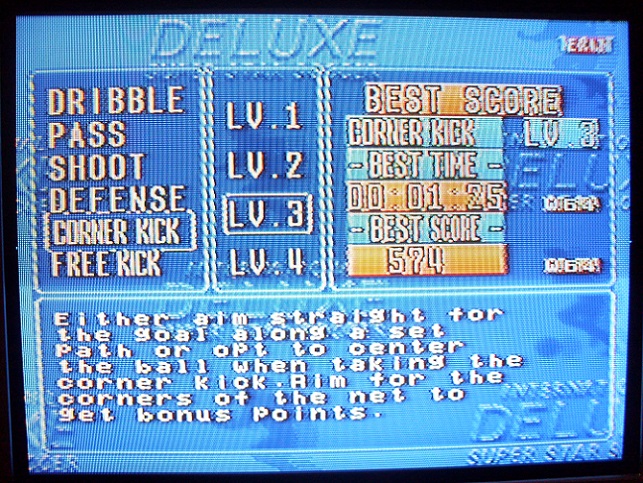 DELUXE
EXIT
DRIBBLE
PASS
SHOOT
DEFENSE
CORNER KICK
FREE KICK
LV.1
LV.2
LV.3
LV.4
BEST SCORE
CORNER KICK LV.3
-BEST TIME-
00:01:25
-BEST SCORE-
574
Either aim straight for
the goal along a set
path or opt to center
the ball when taking the
corner kick.Aim for the
corners of the net to
get bonus points.
DELU
SUPER STAR S
CER